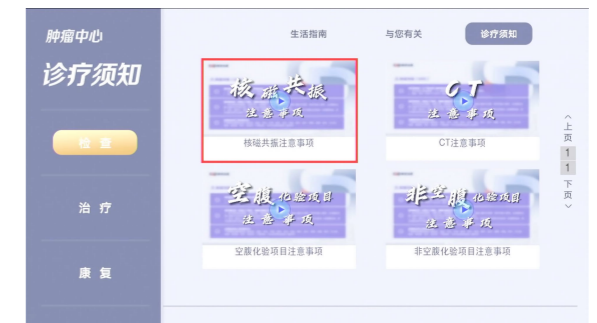 肿瘤中心
诊疗须知
检 查
治 疗
康 复
生活指南
与您有关
诊疗须知
核磁共振
注意事项
核磁共振注意事项
CT
注意事项
CT注意事项
空腹化验项目
注意事项
空腹化验项目注意事项
非空腹化验项目
注意事项
非空腹化验项目注意事项
上页
1
1
下页